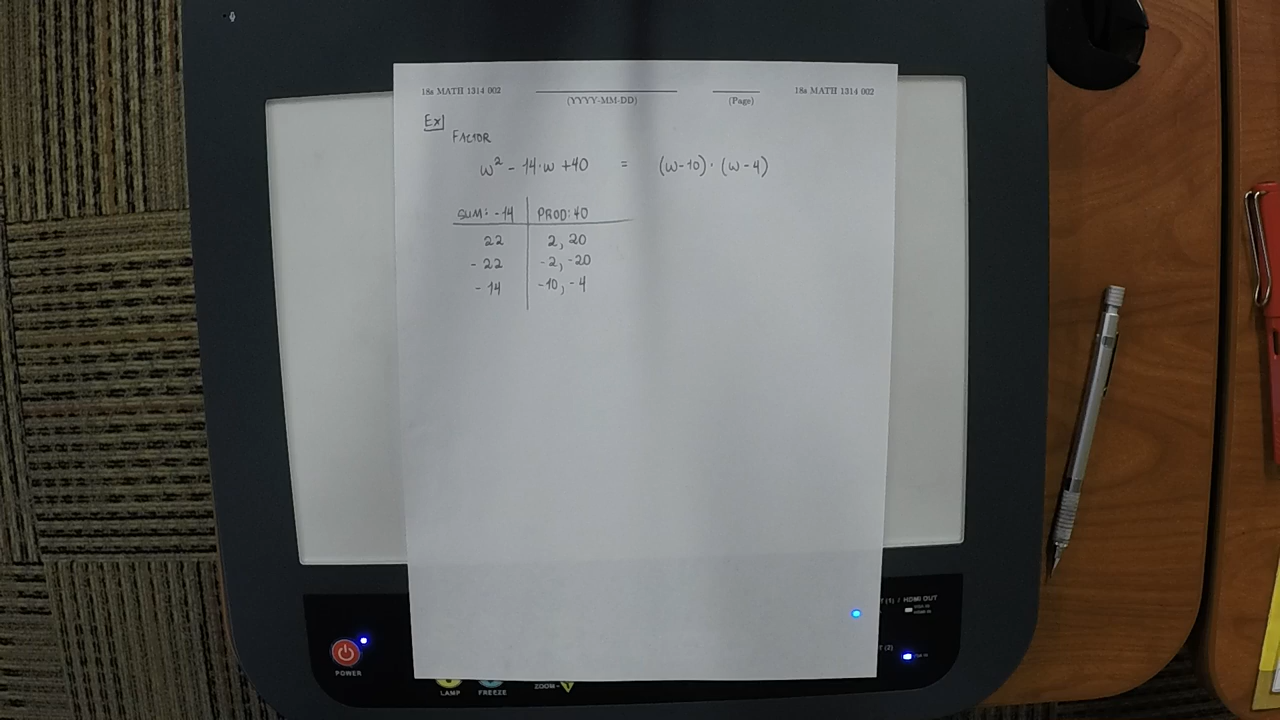 18s MATH 1314 002 (YYYY-MM-DD) (Page) 18s MATH 1314 002
Ex
FACTOR
w² - 14·w + 40 = (w-10)·(w-4)
SUM: -14 PROD: 40
22 2, 20
-22 -2, -20
-14 -10, -4
POWER
LAMP FREEZE ZOOM-
(1) / HDMI OUT
(2)